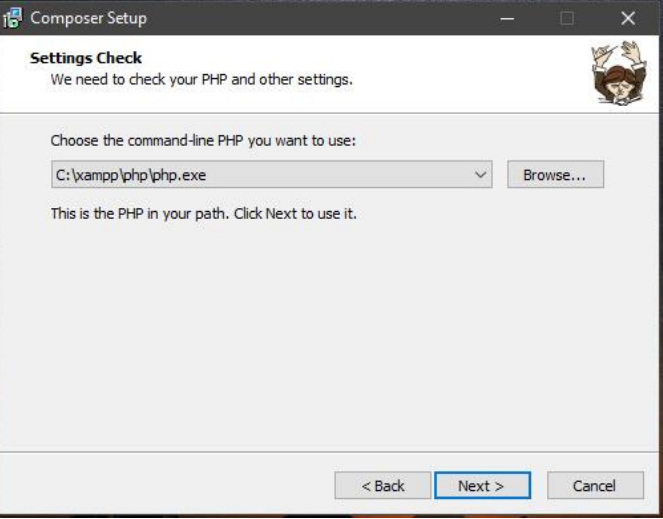 Composer Setup
Settings Check
We need to check your PHP and other settings.
Choose the command-line PHP you want to use:
C:\xampp\php\php.exe
Browse...
This is the PHP in your path. Click Next to use it.
< Back
Next >
Cancel